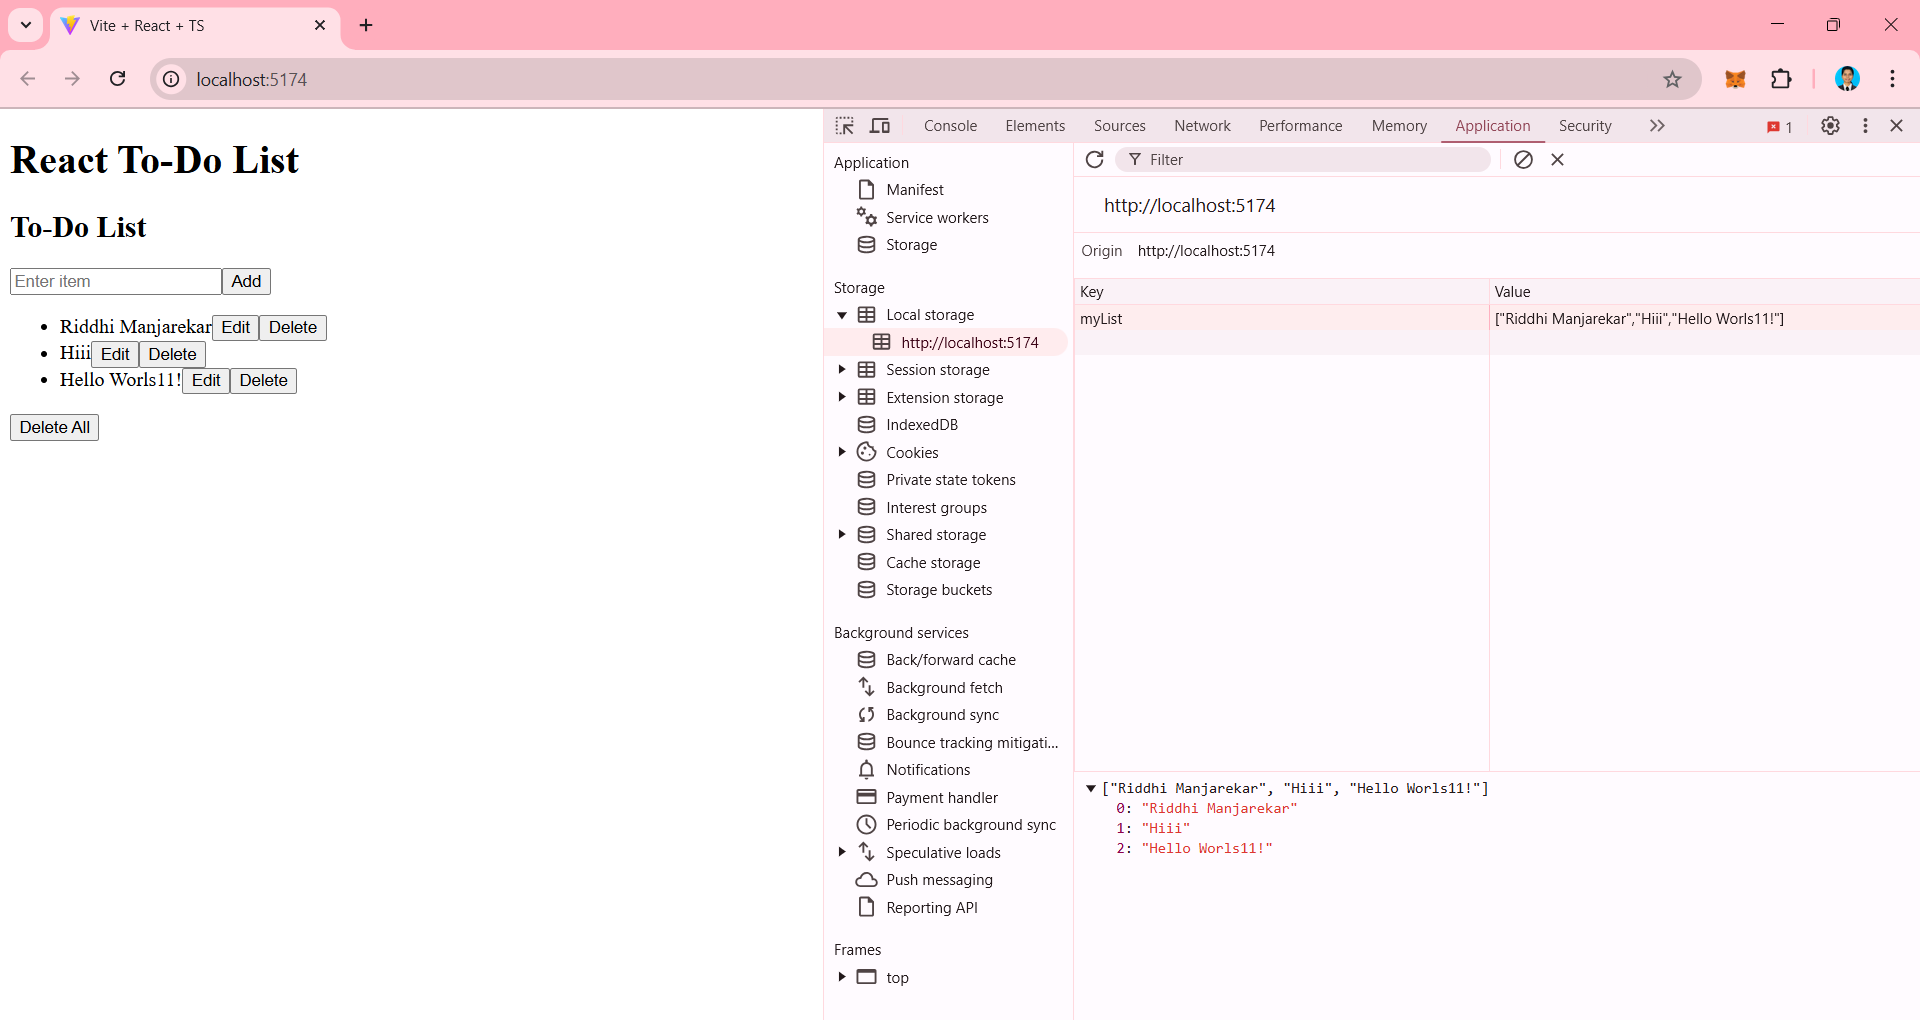 Vite + React + TS
localhost:5174
React To-Do List
To-Do List
Enter item Add
Riddhi Manjarekar Edit Delete
Hiii Edit Delete
Hello Worls11! Edit Delete
Delete All
Console Elements Sources Network Performance Memory Application Security 1
Application
Manifest
Service workers
Storage
Storage
Local storage
http://localhost:5174
Session storage
Extension storage
IndexedDB
Cookies
Private state tokens
Interest groups
Shared storage
Cache storage
Storage buckets
Background services
Back/forward cache
Background fetch
Background sync
Bounce tracking mitigati...
Notifications
Payment handler
Periodic background sync
Speculative loads
Push messaging
Reporting API
Frames
top
Filter
http://localhost:5174
Origin http://localhost:5174
Key Value
myList ["Riddhi Manjarekar","Hiii","Hello Worls11!"]
["Riddhi Manjarekar", "Hiii", "Hello Worls11!"]
0: "Riddhi Manjarekar"
1: "Hiii"
2: "Hello Worls11!"